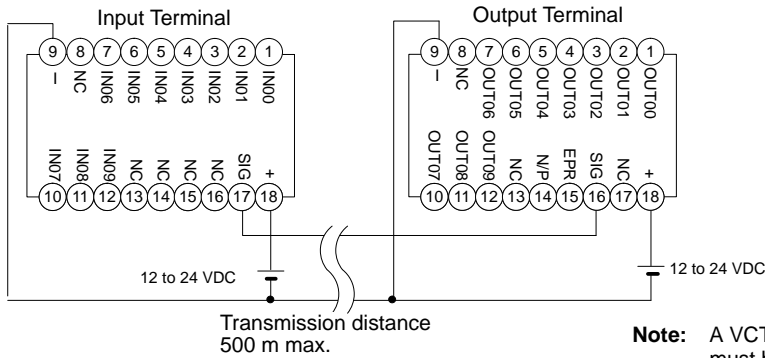 Input Terminal
Output Terminal
9 8 7 6 5 4 3 2 1
– NC IN06 IN05 IN04 IN03 IN02 IN01 IN00
IN07 IN08 IN09 NC NC NC NC SIG +
10 11 12 13 14 15 16 17 18
9 8 7 6 5 4 3 2 1
– NC OUT06 OUT05 OUT04 OUT03 OUT02 OUT01 OUT00
OUT07 OUT08 OUT09 NC N/P EPR SIG NC +
10 11 12 13 14 15 16 17 18
12 to 24 VDC
12 to 24 VDC
Transmission distance
500 m max.
Note: A VCT